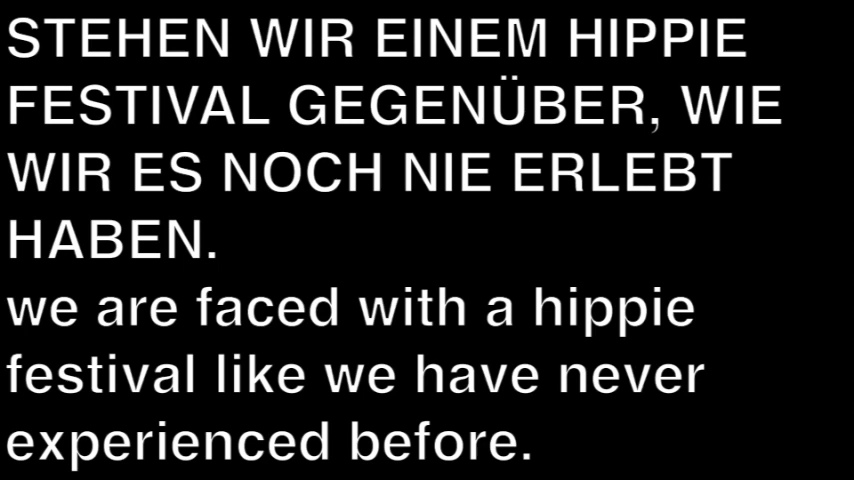 STEHEN WIR EINEM HIPPIE
FESTIVAL GEGENÜBER, WIE
WIR ES NOCH NIE ERLEBT
HABEN.
we are faced with a hippie
festival like we have never
experienced before.